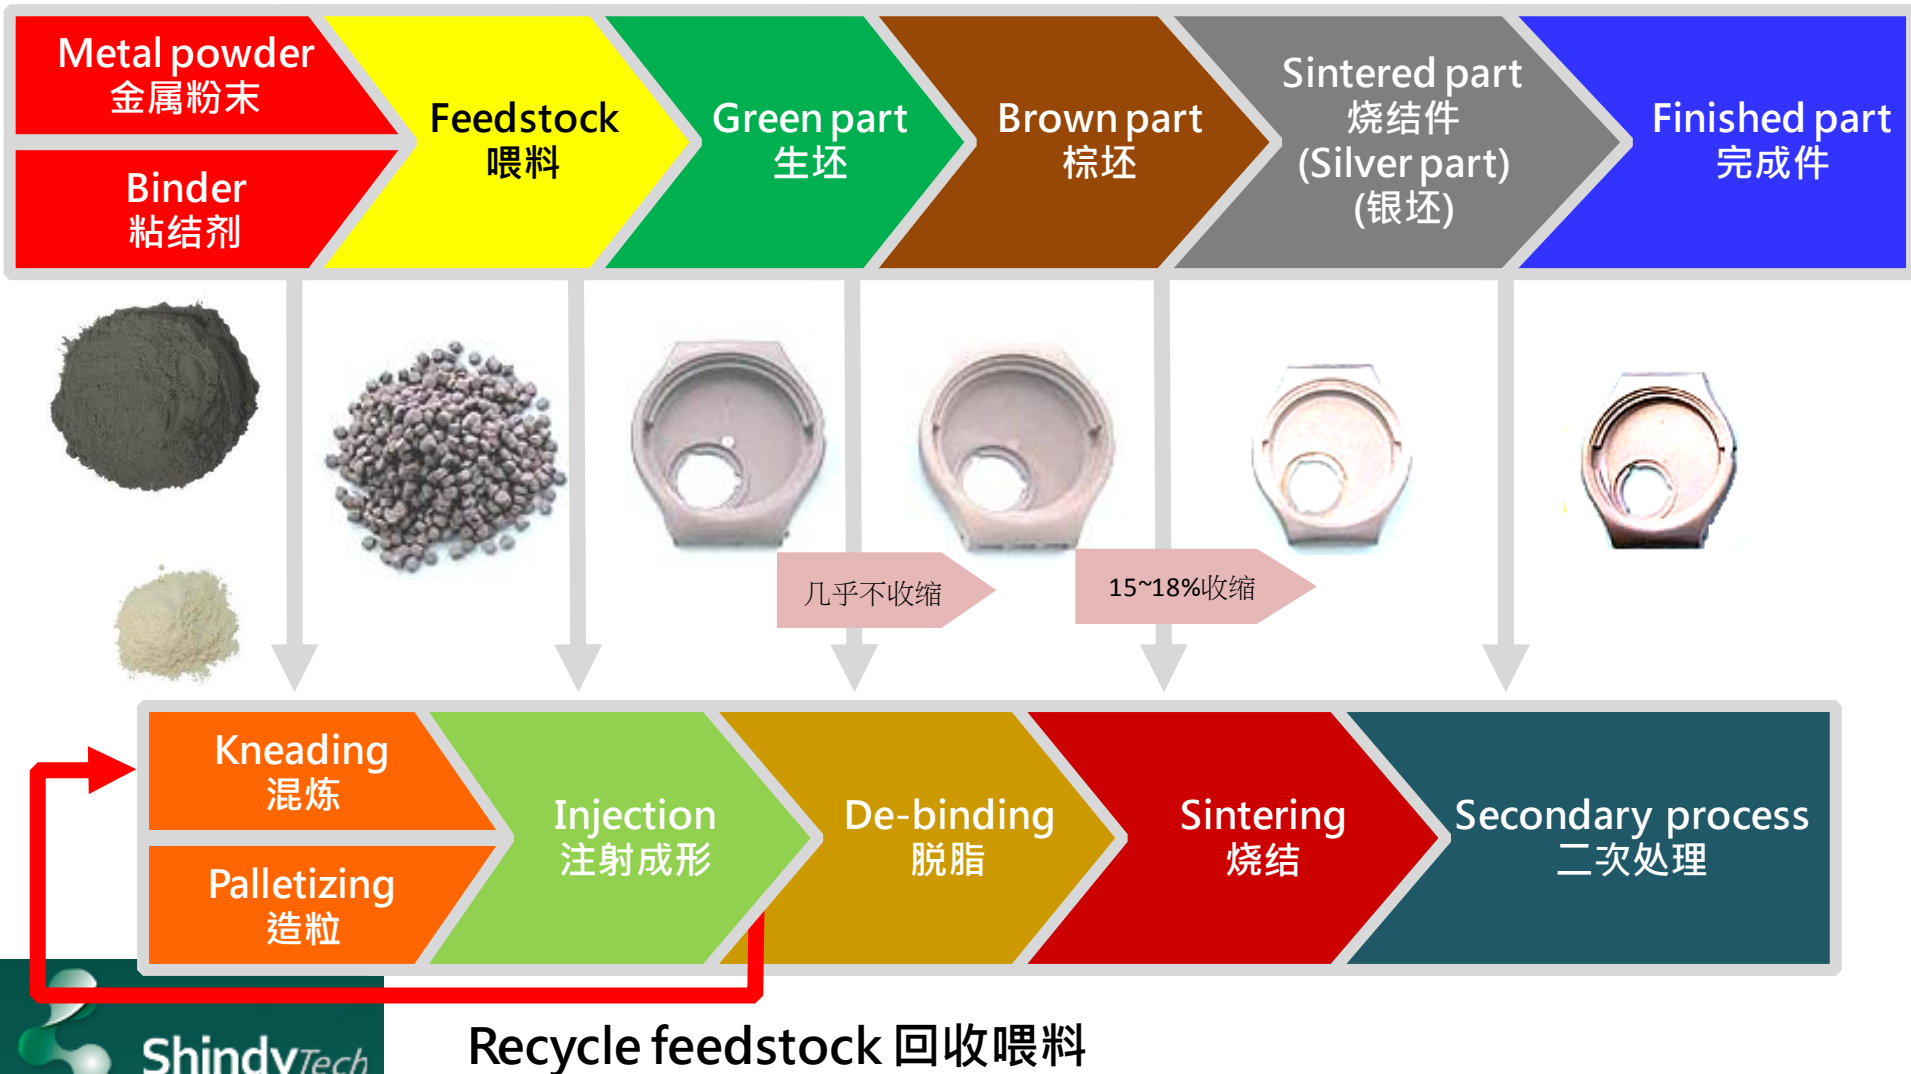 Metal powder
金属粉末
Binder
粘结剂
Feedstock
喂料
Green part
生坯
Brown part
棕坯
Sintered part
烧结件
(Silver part)
(银坯)
Finished part
完成件
几乎不收缩
15~18%收缩
Kneading
混炼
Palletizing
造粒
Injection
注射成形
De-binding
脱脂
Sintering
烧结
Secondary process
二次处理
ShindyTech
Recycle feedstock 回收喂料